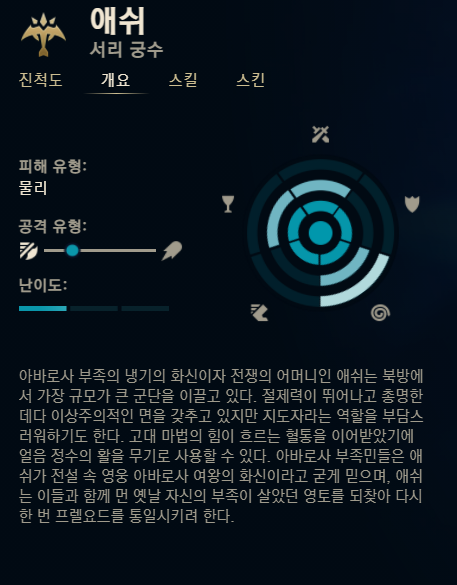 애쉬
서리 궁수
진척도 개요 스킬 스킨
피해 유형:
물리
공격 유형:
난이도:
아바로사 부족의 냉기의 화신이자 전쟁의 어머니인 애쉬는 북방에
서 가장 규모가 큰 군단을 이끌고 있다. 절제력이 뛰어나고 총명한
데다 이상주의적인 면을 갖추고 있지만 지도자라는 역할을 부담스
러워하기도 한다. 고대 마법의 힘이 흐르는 혈통을 이어받았기에
얼음 정수의 활을 무기로 사용할 수 있다. 아바로사 부족민들은 애
쉬가 전설 속 영웅 아바로사 여왕의 화신이라고 굳게 믿으며, 애쉬
는 이들과 함께 먼 옛날 자신의 부족이 살았던 영토를 되찾아 다시
한 번 프렐요드를 통일시키려 한다.